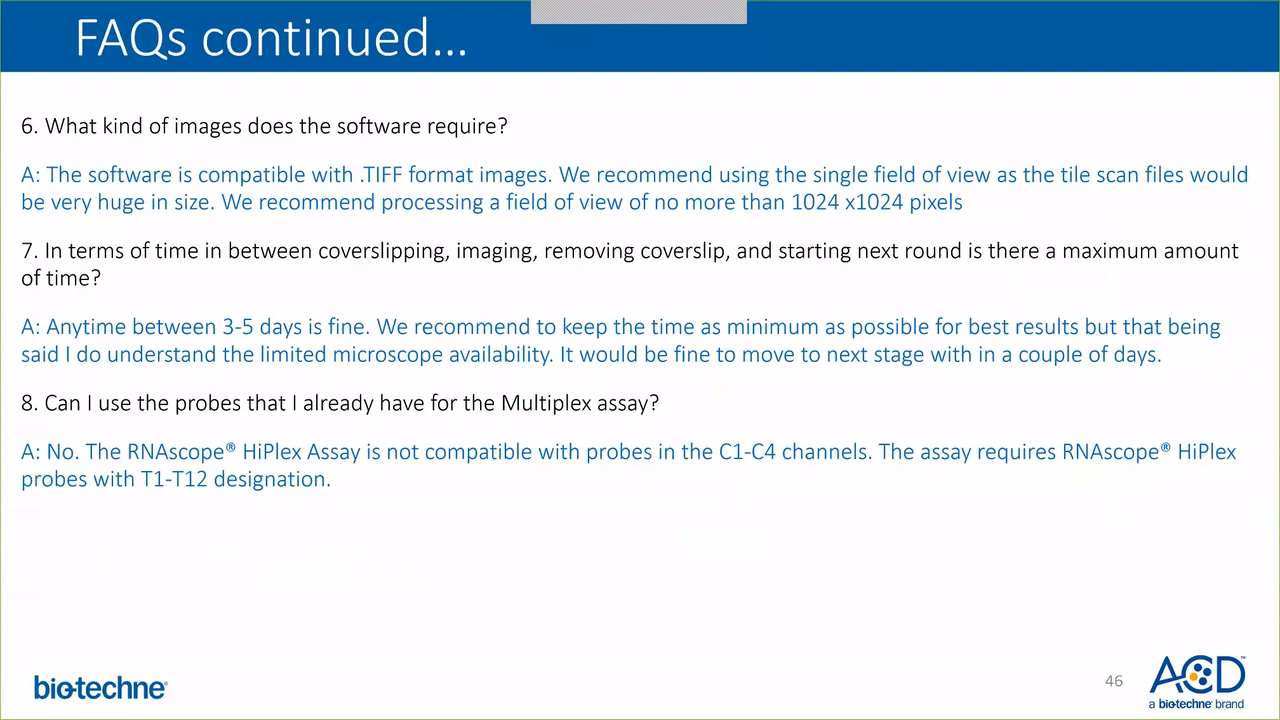 FAQs continued...
6. What kind of images does the software require?
A: The software is compatible with .TIFF format images. We recommend using the single field of view as the tile scan files would
be very huge in size. We recommend processing a field of view of no more than 1024 x1024 pixels
7. In terms of time in between coverslipping, imaging, removing coverslip, and starting next round is there a maximum amount
of time?
A: Anytime between 3-5 days is fine. We recommend to keep the time as minimum as possible for best results but that being
said I do understand the limited microscope availability. It would be fine to move to next stage with in a couple of days.
8. Can I use the probes that I already have for the Multiplex assay?
A: No. The RNAscope® HiPlex Assay is not compatible with probes in the C1-C4 channels. The assay requires RNAscope® HiPlex
probes with T1-T12 designation.
bio-techne®
46
ACD™
a bio-techne® brand